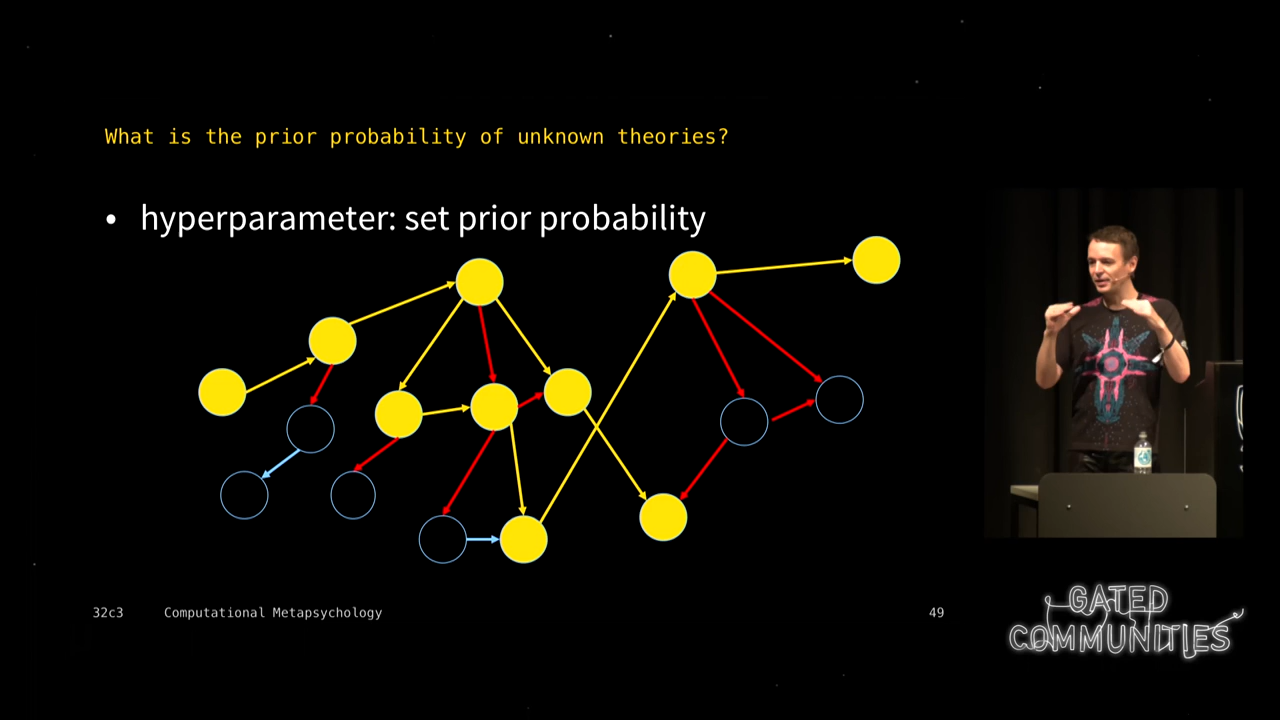 What is the prior probability of unknown theories?
• hyperparameter: set prior probability
32c3 Computational Metapsychology 49
GATED
COMMUNITIES